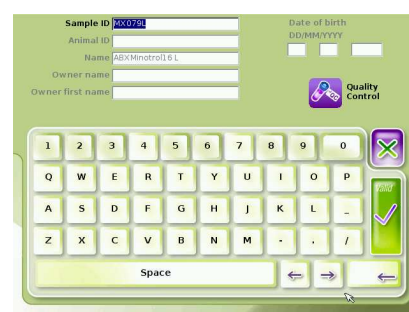 Sample ID MX079L Date of birth
Animal ID DD/MM/YYYY
Name ABXMinotrol16 L
Owner name
Owner first name Quality Control
QC
1 2 3 4 5 6 7 8 9 0
Q W E R T Y U I O P
Valid
A S D F G H J K L _
Z X C V B N M - . /
Space